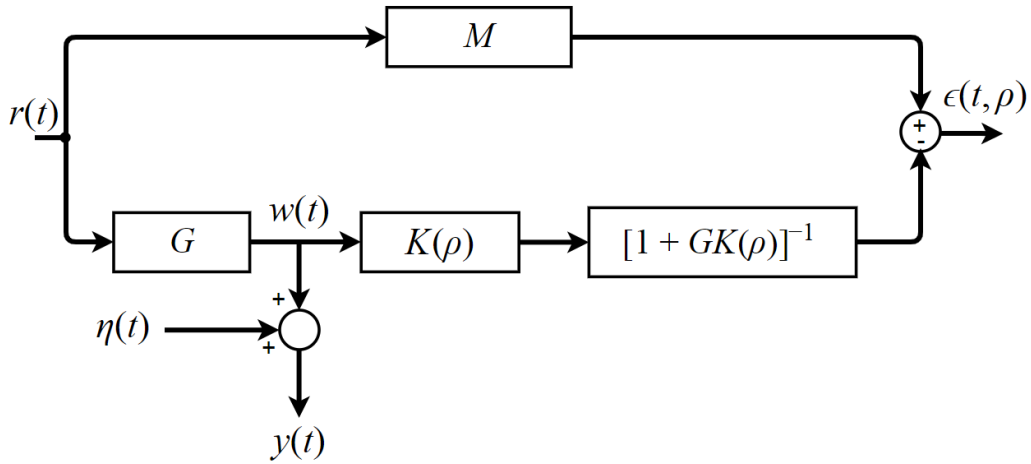 M
r(t)
ϵ(t, ρ)
+
-
G
w(t)
K(ρ)
[1 + GK(ρ)]⁻¹
+
η(t)
+
y(t)